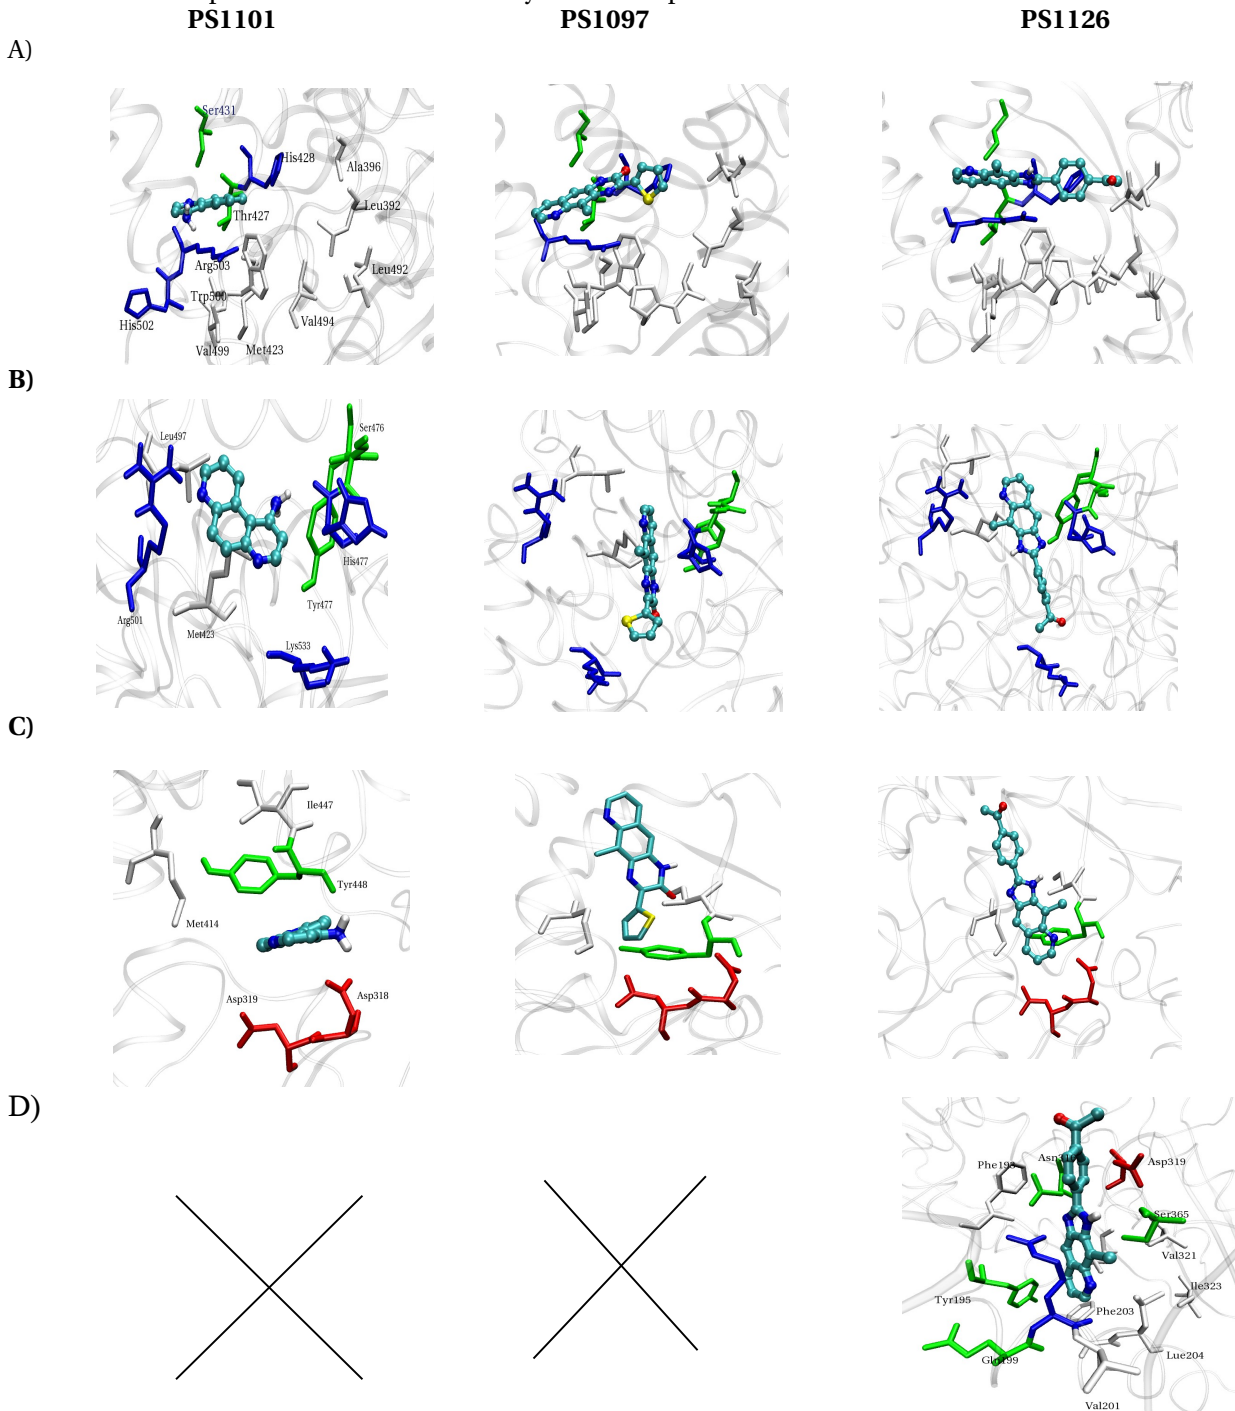 PS1101 PS1097 PS1126
A)
Ser431
His428
Ala396
Leu392
Thr427
Arg503
Leu492
Trp500
His502
Val494
Val499 Met423
B)
Ser476
Leu497
His477
Tyr477
Arg501
Met423
Lys533
C)
Ile447
Tyr448
Met414
Asp319 Asp318
D)
Phe193
Asp319
Ser365
Val321
Ile323
Tyr195
Phe203
Lue204
Val201